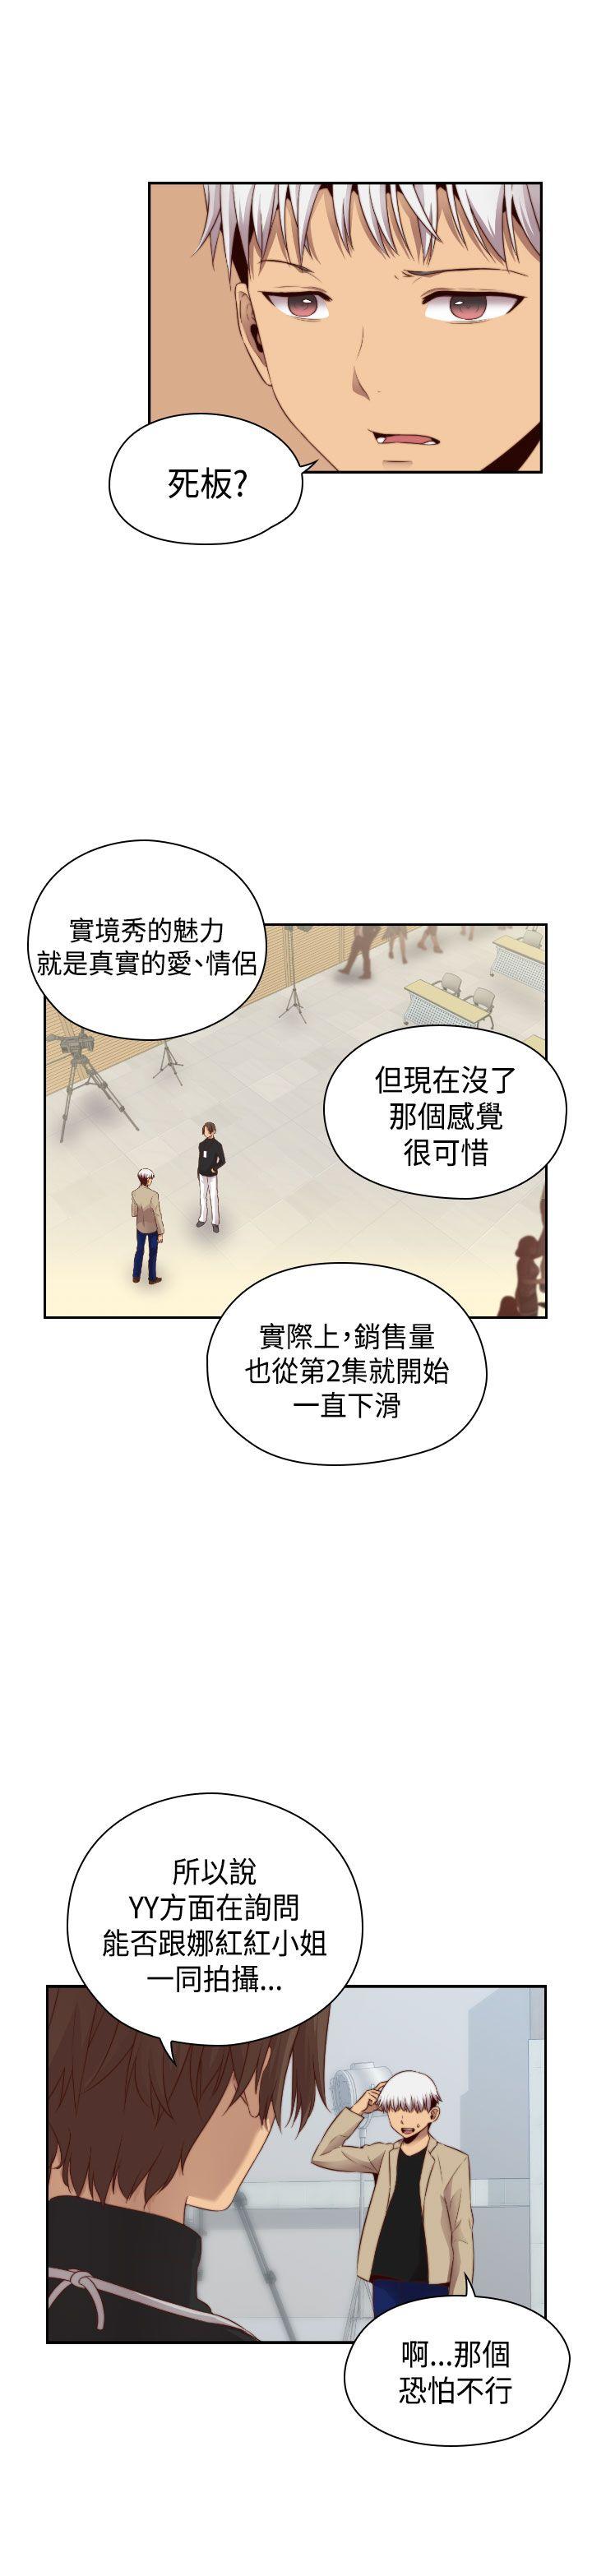 死板?
實境秀的魅力
就是真實的愛、情侶
但現在沒了
那個感覺
很可惜
實際上，銷售量
也從第2集就開始
一直下滑
所以說
YY方面在詢問
能否跟娜紅紅小姐
一同拍攝...
啊...那個
恐怕不行